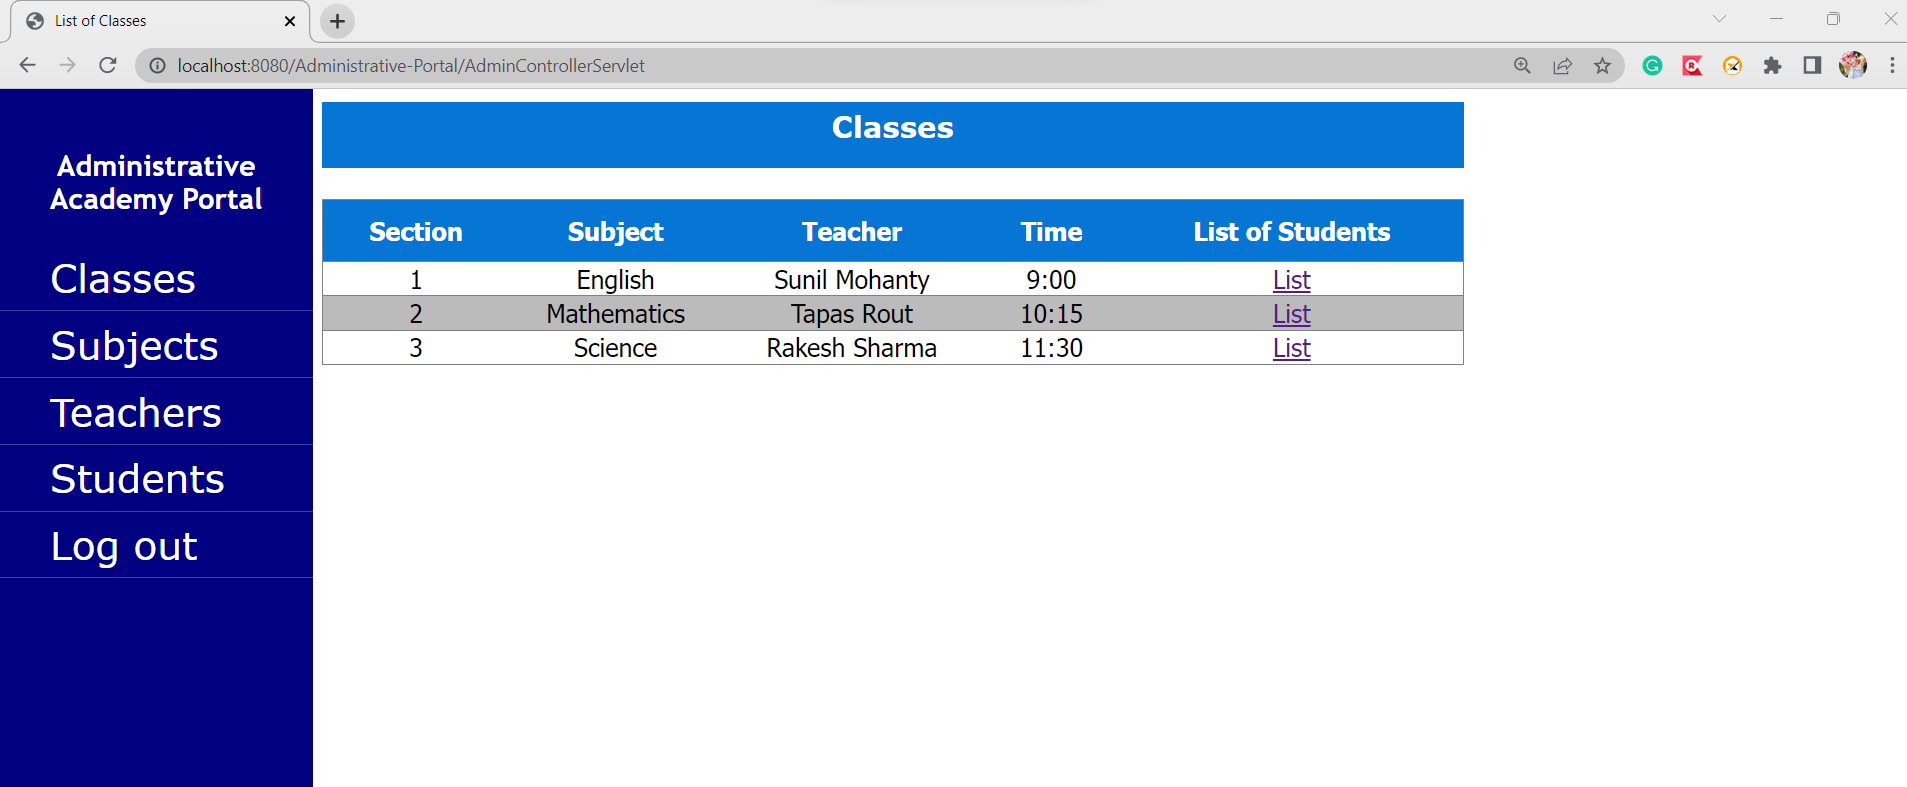 List of Classes
localhost:8080/Administrative-Portal/AdminControllerServlet
Administrative
Academy Portal
Classes
Subjects
Teachers
Students
Log out
Classes
Section Subject Teacher Time List of Students
1 English Sunil Mohanty 9:00 List
2 Mathematics Tapas Rout 10:15 List
3 Science Rakesh Sharma 11:30 List